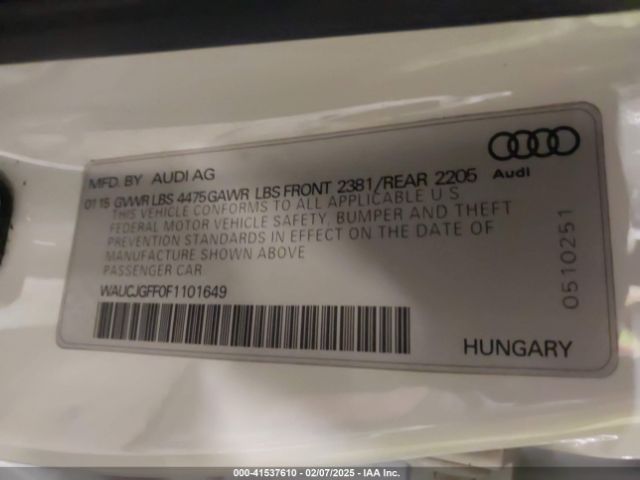 MFD. BY AUDI AG
Audi
01 15 GVWR LBS 4475 GAWR LBS FRONT 2381/REAR 2205
THIS VEHICLE CONFORMS TO ALL APPLICABLE U S
FEDERAL MOTOR VEHICLE SAFETY, BUMPER AND THEFT
PREVENTION STANDARDS IN EFFECT ON THE DATE OF
MANUFACTURE SHOWN ABOVE
PASSENGER CAR
WAUCJGFF0F1101649
0510251
HUNGARY
000-41537610 - 02/07/2025 - IAA Inc.